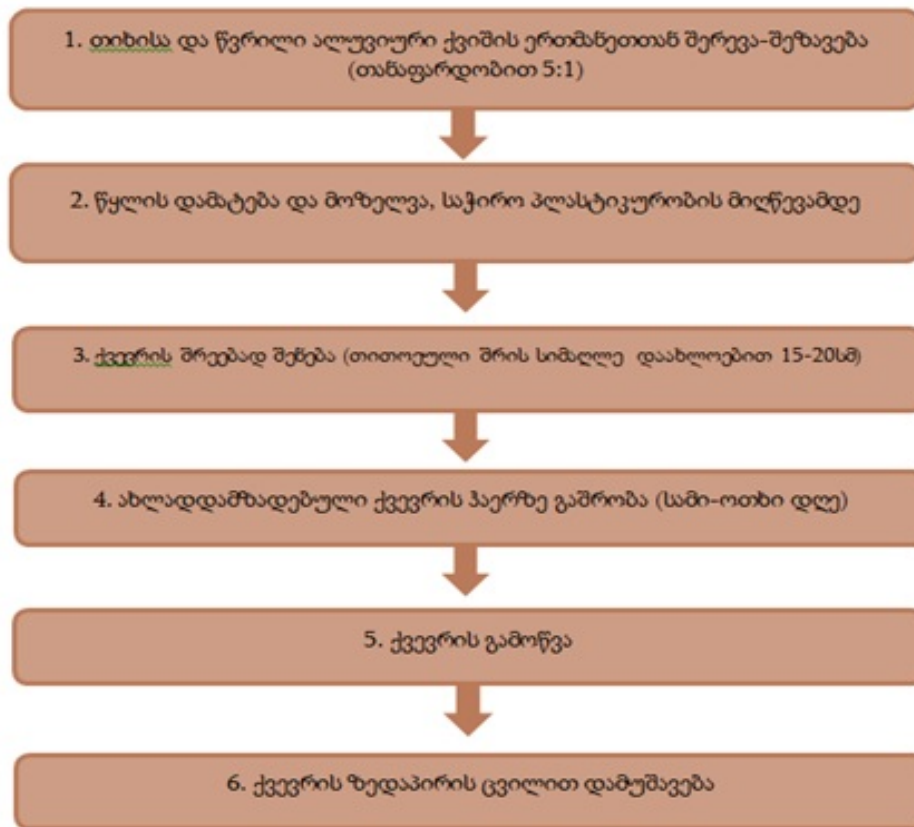 1. თიხისა და წვრილი ალუვიური ქვიშის ერთმანეთთან შერევა-შეზავება
(თანაფარდობით 5:1)
2. წყლის დამატება და მოზელვა, საჭირო პლასტიკურობის მიღწევამდე
3. ქვევრის შრეებად შენება (თითოეული შრის სიმაღლე დაახლოებით 15-20სმ)
4. ახლადდამზადებული ქვევრის ჰაერზე გაშრობა (სამი-ოთხი დღე)
5. ქვევრის გამოწვა
6. ქვევრის ზედაპირის ცვილით დამუშავება